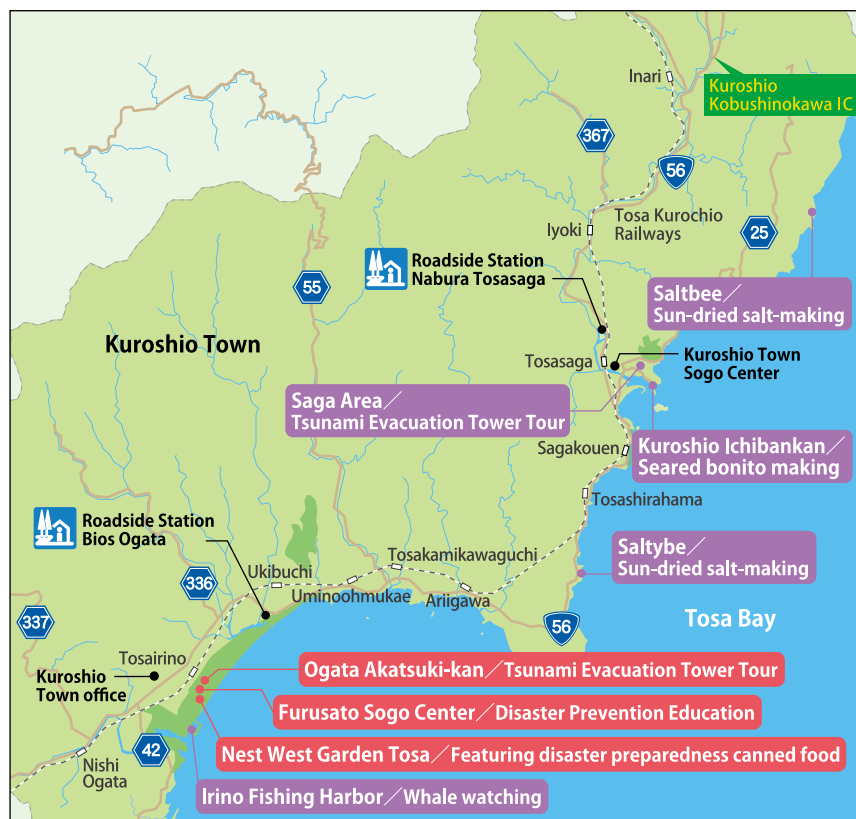 Inari
Kuroshio
Kobushinokawa IC
367
56
Tosa Kurochio
Railways
Iyoki
25
Roadside Station
Nabura Tosasaga
55
Saltbee／
Sun-dried salt-making
Kuroshio Town
Tosasaga
Kuroshio Town
Sogo Center
Saga Area／
Tsunami Evacuation Tower Tour
Kuroshio Ichibankan／
Seared bonito making
Sagakouen
Tosashirahama
Roadside Station
Bios Ogata
Tosakamikawaguchi
Saltybe／
Sun-dried salt-making
Ukibuchi
336
Uminoohmukae
Ariigawa
337
56
Tosa Bay
Tosairino
Kuroshio
Town office
Ogata Akatsuki-kan／Tsunami Evacuation Tower Tour
Furusato Sogo Center／Disaster Prevention Education
Nest West Garden Tosa／Featuring disaster preparedness canned food
42
Nishi
Ogata
Irino Fishing Harbor／Whale watching